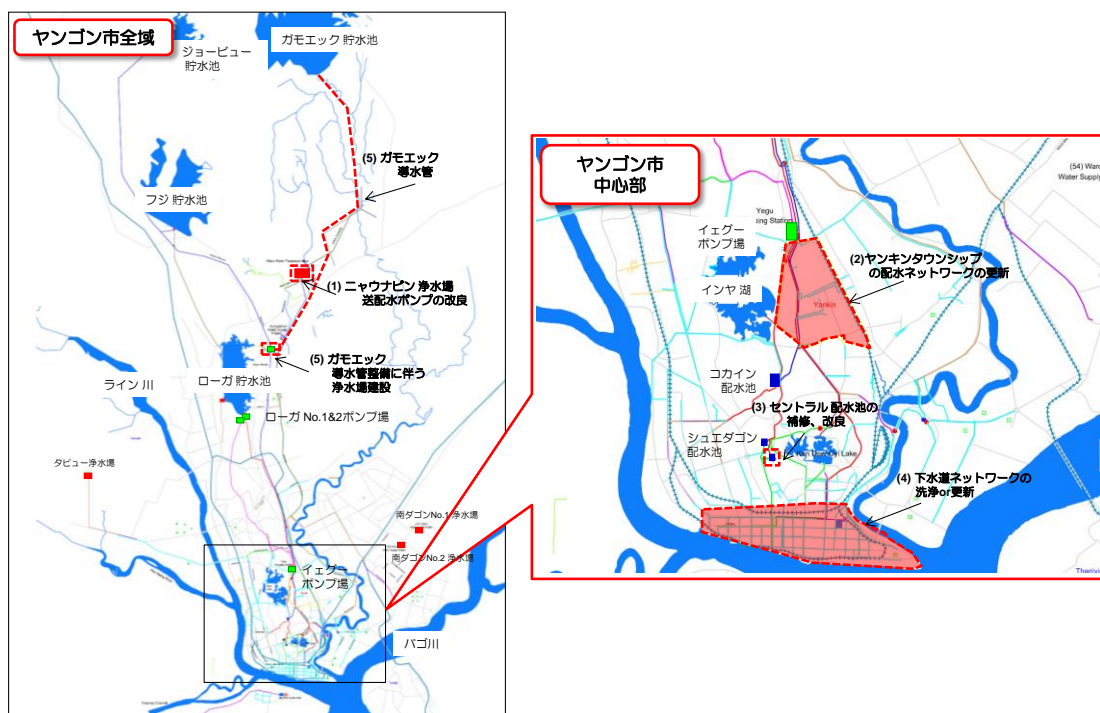 ヤンゴン市全域
ガモエック 貯水池
ジョービュー
貯水池
(5) ガモエック
導水管
フジ 貯水池
(1) ニャウナピン 浄水場
送配水ポンプの改良
(5) ガモエック
導水管整備に伴う
浄水場建設
ライン 川
ローガ 貯水池
ローガ No.1&2ポンプ場
タビュー浄水場
南ダゴンNo.1 浄水場
南ダゴンNo.2 浄水場
イェグー
ポンプ場
バゴ川
ヤンゴン市
中心部
(54) Ward
Water Supply
Yegu
ing Station
イェグー
ポンプ場
(2)ヤンキンタウンシップ
の配水ネットワークの更新
インヤ 湖
Yankin
コカイン
配水池
(3) セントラル 配水池の
補修、改良
シュエダゴン
配水池
Kan Daw Gyi Lake
(4) 下水道ネットワークの
洗浄or更新